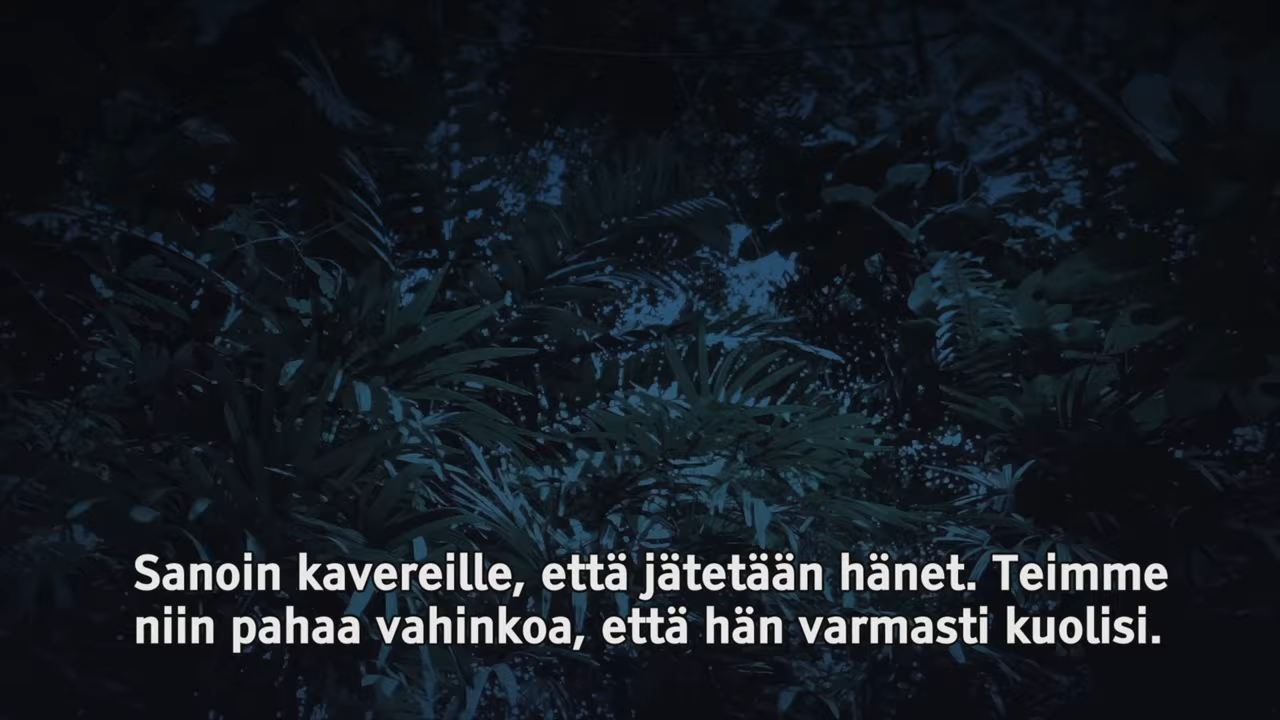 Sanoin kavereille, että jätetään hänet. Teimme
niin pahaa vahinkoa, että hän varmasti kuolisi.